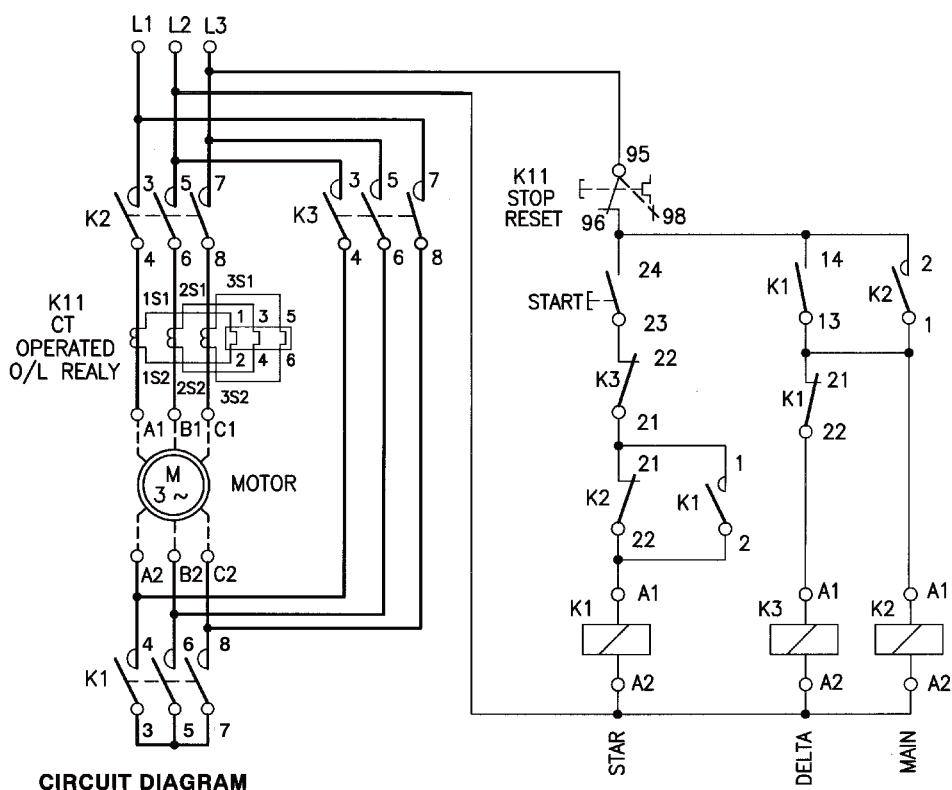 L1 L2 L3
95
K11
STOP
RESET
96 98
3 5 7
K2
4 6 8
3 5 7
K3
4 6 8
24
START
23
14
K1
13
2
K2
1
K11
CT
OPERATED
O/L REALY
1S1 2S1 3S1
1 3 5
2 4 6
1S2 2S2 3S2
22
K3
21
21
K1
22
A1 B1 C1
M
3 ~
MOTOR
21
K2
22
1
K1
2
A2 B2 C2
K1
A1
A2
K3
A1
A2
K2
A1
A2
4 6 8
K1
3 5 7
STAR
DELTA
MAIN
CIRCUIT DIAGRAM